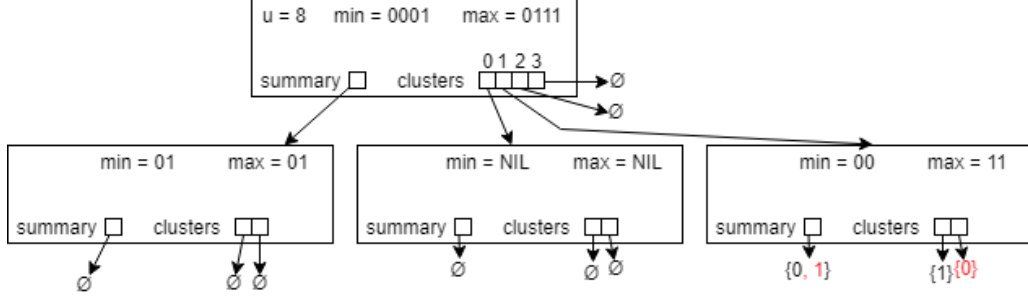 u = 8 min = 0001 max = 0111
0 1 2 3
summary clusters Ø
Ø
min = 01 max = 01
summary clusters
Ø Ø Ø
min = NIL max = NIL
summary clusters
Ø Ø Ø
min = 00 max = 11
summary clusters
{0, 1} {1} {0}